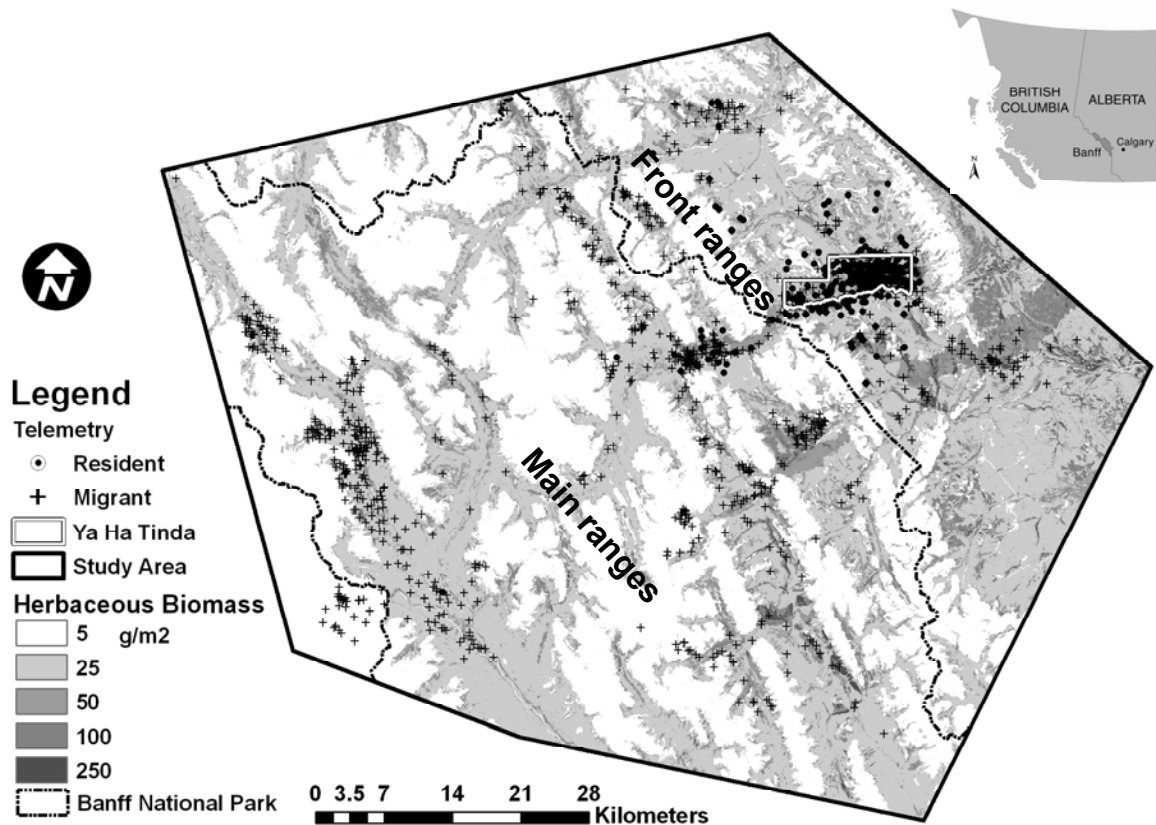 BRITISH
COLUMBIA
ALBERTA
Calgary
Banff
N
Front ranges
Main ranges
N
Legend
Telemetry
Resident
Migrant
Ya Ha Tinda
Study Area
Herbaceous Biomass
5 g/m2
25
50
100
250
Banff National Park
0 3.5 7 14 21 28
Kilometers